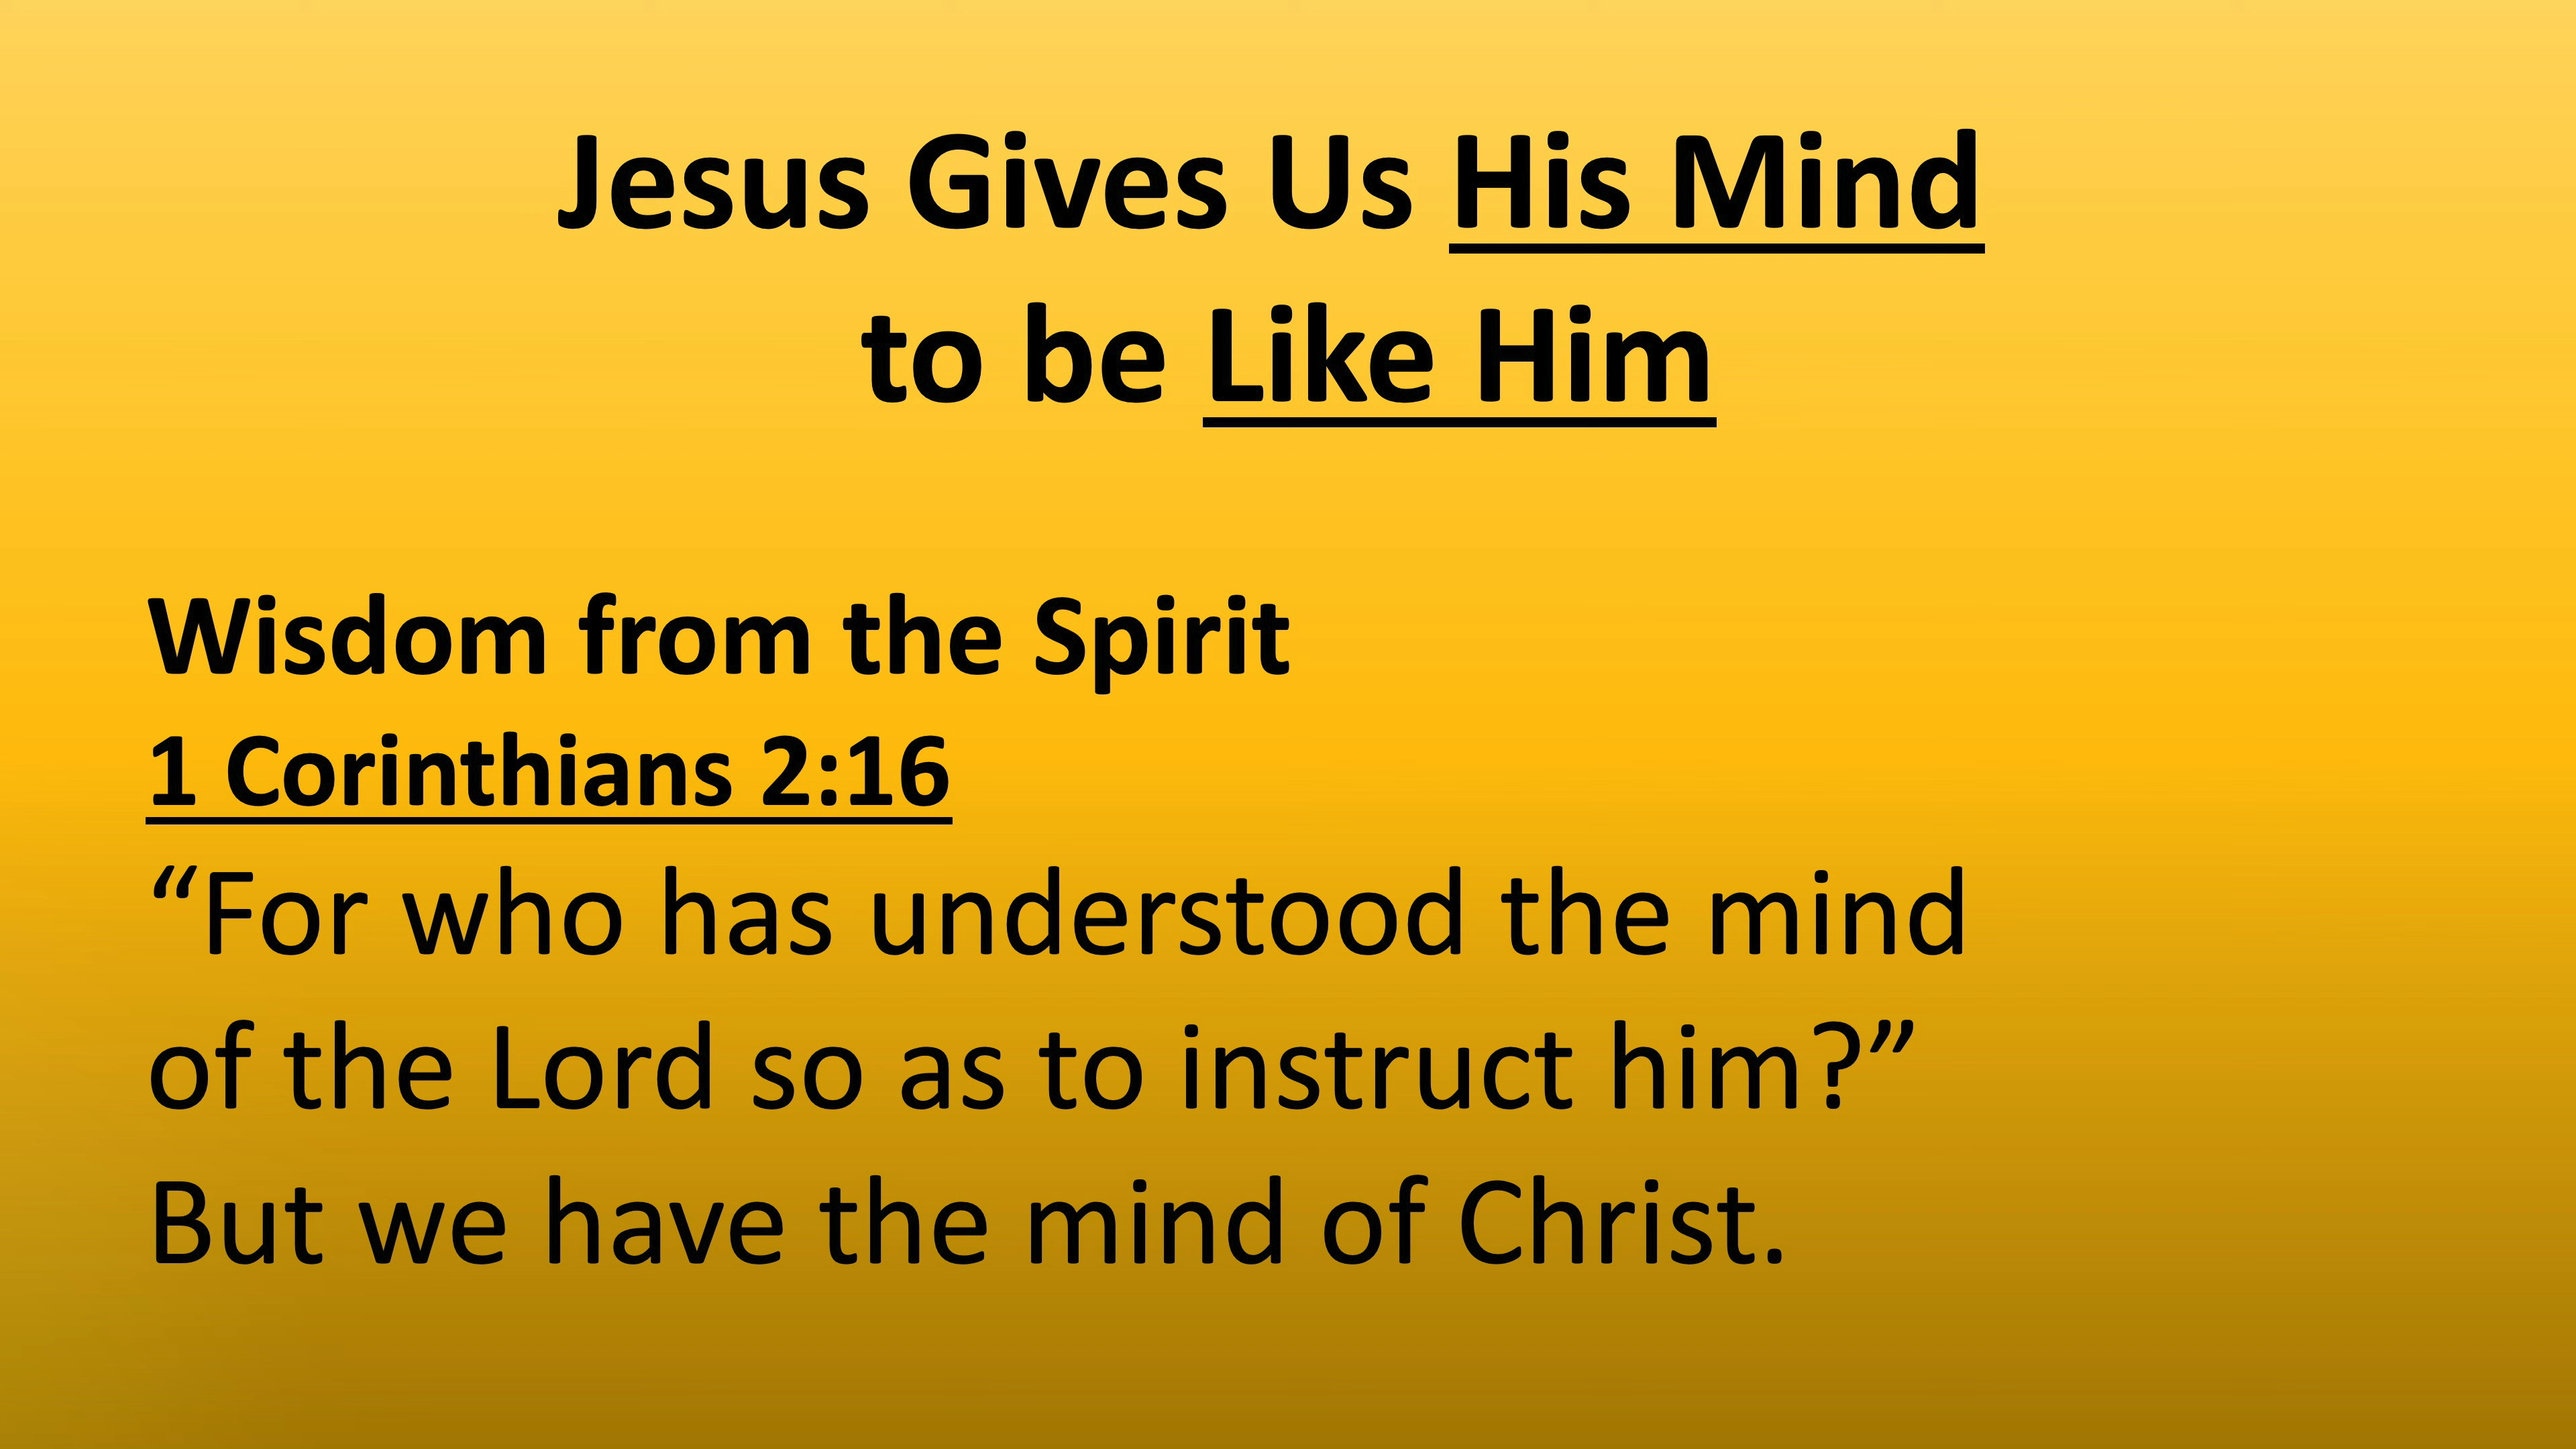 Jesus Gives Us His Mind
to be Like Him
Wisdom from the Spirit
1 Corinthians 2:16
“For who has understood the mind
of the Lord so as to instruct him?”
But we have the mind of Christ.